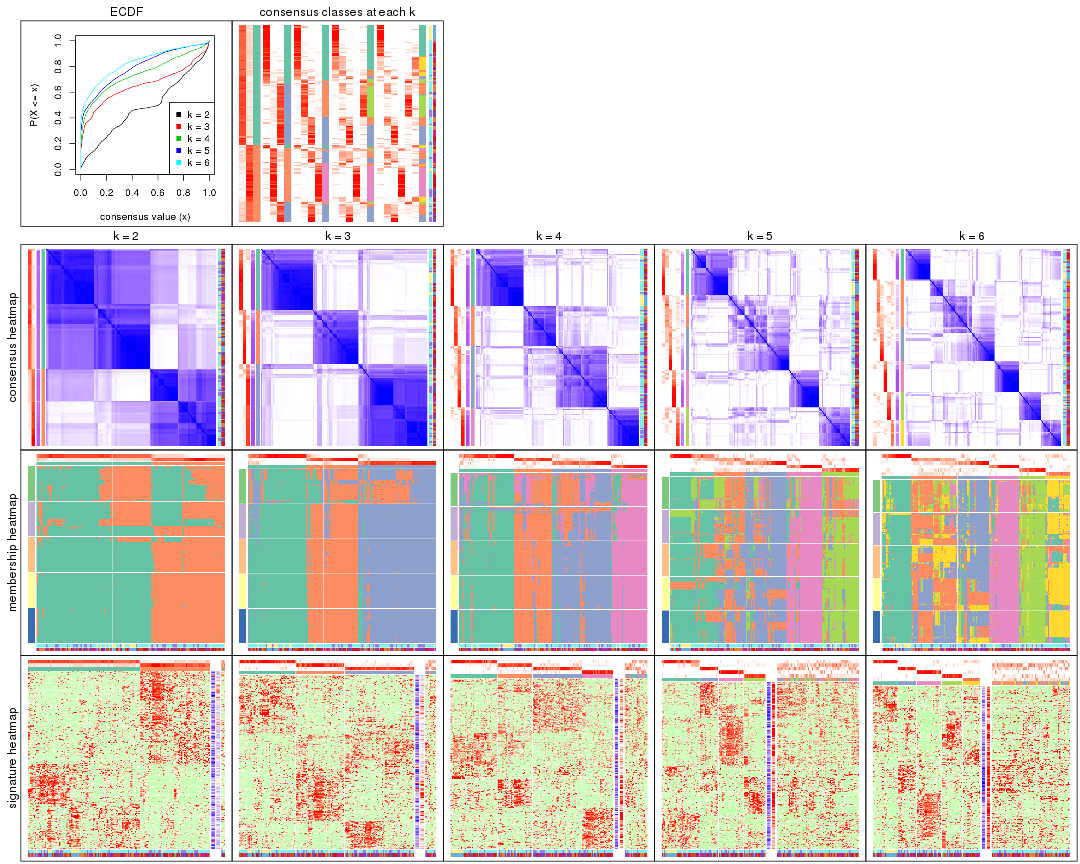 ECDF
consensus classes at each k
P(X <= x)
0.0
0.2
0.4
0.6
0.8
1.0
k = 2
k = 3
k = 4
k = 5
k = 6
0.0 0.2 0.4 0.6 0.8 1.0
consensus value (x)
k = 2
k = 3
k = 4
k = 5
k = 6
consensus heatmap
membership heatmap
signature heatmap